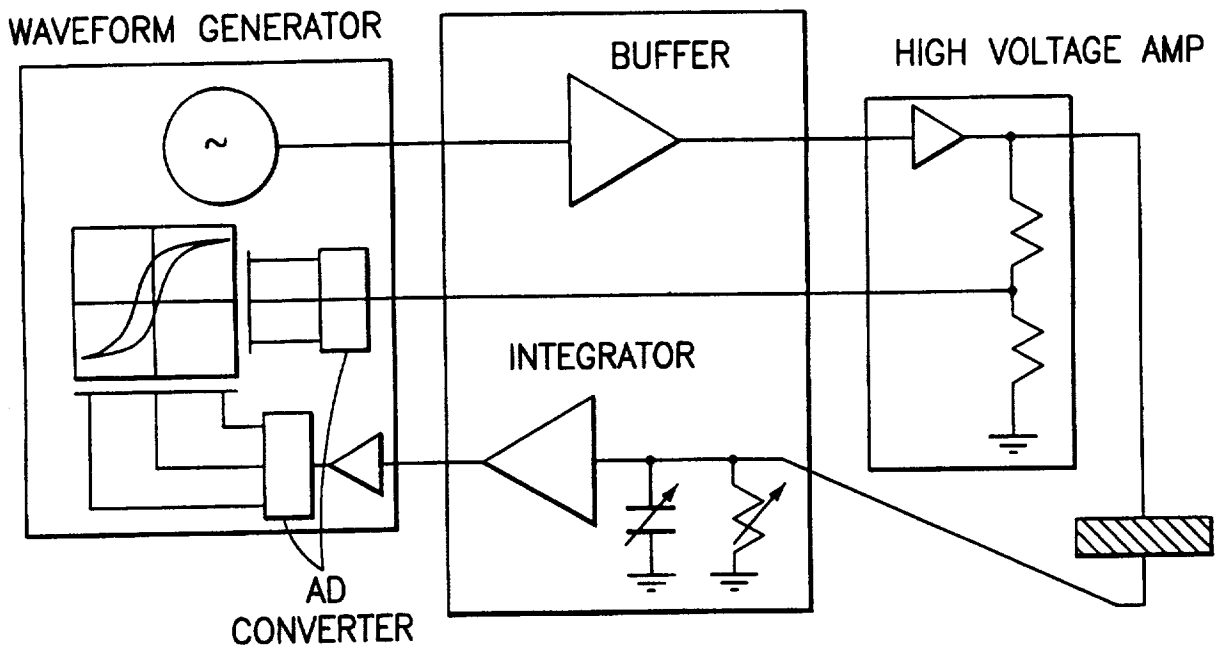 WAVEFORM GENERATOR
BUFFER
HIGH VOLTAGE AMP
~
INTEGRATOR
AD
CONVERTER